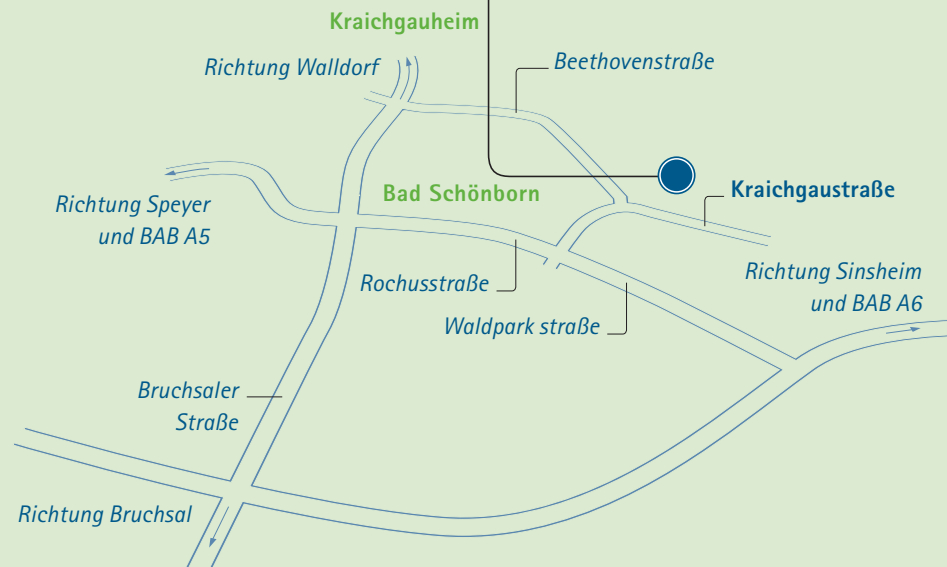 Kraichgauheim
Richtung Walldorf
Beethovenstraße
Bad Schönborn
Kraichgaustraße
Richtung Speyer
und BAB A5
Rochusstraße
Richtung Sinsheim
und BAB A6
Waldpark straße
Bruchsaler
Straße
Richtung Bruchsal